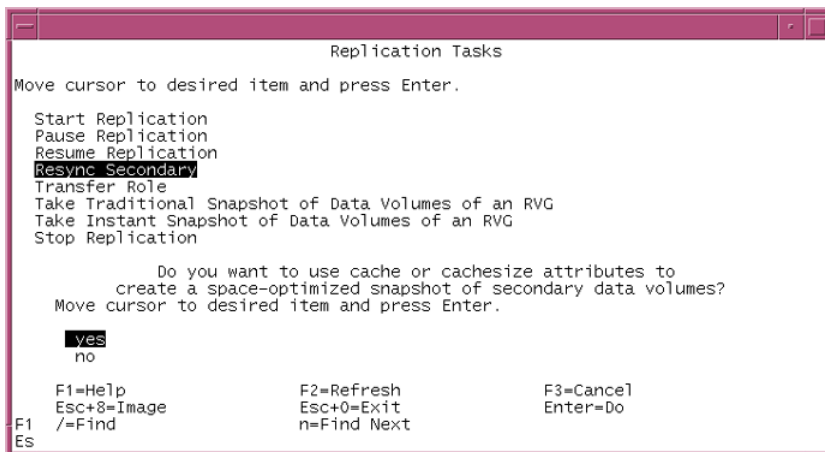 Replication Tasks
Move cursor to desired item and press Enter.
Start Replication
Pause Replication
Resume Replication
Resync Secondary
Transfer Role
Take Traditional Snapshot of Data Volumes of an RVG
Take Instant Snapshot of Data Volumes of an RVG
Stop Replication
Do you want to use cache or cachesize attributes to
create a space-optimized snapshot of secondary data volumes?
Move cursor to desired item and press Enter.
yes
no
F1=Help F2=Refresh F3=Cancel
Esc+8=Image Esc+0=Exit Enter=Do
F1 /=Find n=Find Next
Es